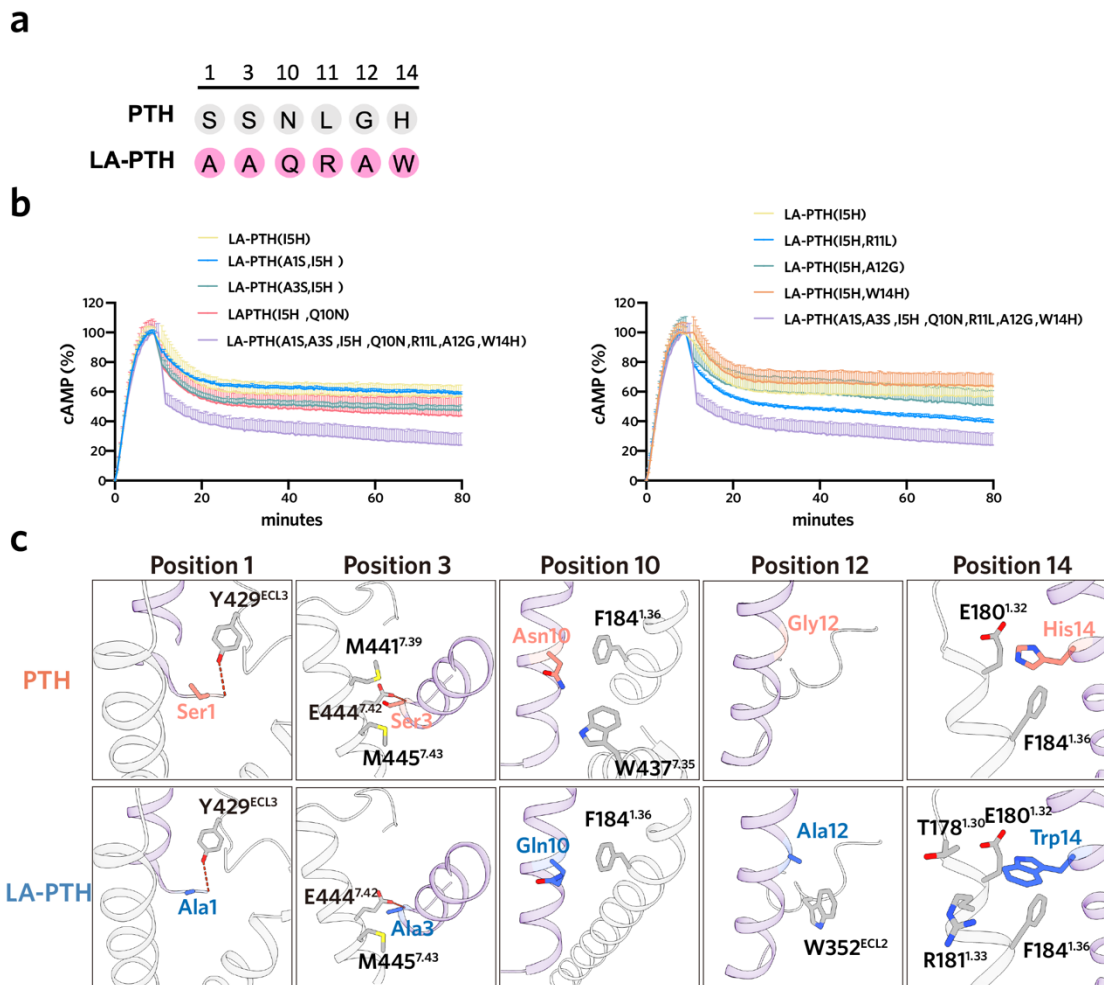 a
1 3 10 11 12 14
PTH S S N L G H
LA-PTH A A Q R A W
b
LA-PTH(I5H)
LA-PTH(A1S,I5H )
LA-PTH(A3S,I5H )
LAPTH(I5H ,Q10N)
LA-PTH(A1S,A3S ,I5H ,Q10N,R11L,A12G,W14H)
cAMP (%)
120
100
80
60
40
20
0
0 20 40 60 80
minutes
LA-PTH(I5H)
LA-PTH(I5H,R11L)
LA-PTH(I5H,A12G)
LA-PTH(I5H,W14H)
LA-PTH(A1S,A3S ,I5H ,Q10N,R11L,A12G,W14H)
cAMP (%)
120
100
80
60
40
20
0
0 20 40 60 80
minutes
c
Position 1 Position 3 Position 10 Position 12 Position 14
PTH
Y429ECL3
Ser1
M4417.39
E4447.42
Ser3
M4457.43
Asn10
F1841.36
W4377.35
Gly12
E1801.32
His14
F1841.36
LA-PTH
Y429ECL3
Ala1
E4447.42
Ala3
M4457.43
Gln10
F1841.36
Ala12
W352ECL2
T1781.30
E1801.32
Trp14
R1811.33
F1841.36